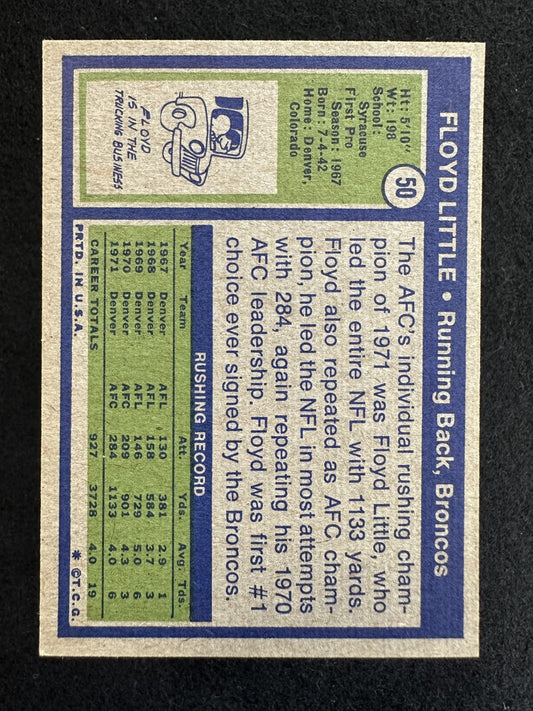 FLOYD LITTLE • Running Back, Broncos
50
Ht: 5'10"
Wt: 196
School:
Syracuse
First Pro
Season: 1967
Born: 7-4-42
Home: Denver,
Colorado
FLOYD
IS IN THE
TRUCKING BUSINESS
The AFC's individual rushing cham-
pion of 1971 was Floyd Little, who
led the entire NFL with 1133 yards.
Floyd also repeated as AFC cham-
pion, he led the NFL in most attempts
with 284, again repeating his 1970
AFC leadership. Floyd was first #1
choice ever signed by the Broncos.
RUSHING RECORD
Year Team Att. Yds. Avg. Tds.
1967 Denver AFL 130 381 2.9 1
1968 Denver AFL 158 584 3.7 3
1969 Denver AFL 146 729 5.0 6
1970 Denver AFC 209 901 4.3 3
1971 Denver AFC 284 1133 4.0 6
CAREER TOTALS 927 3728 4.0 19
PRTD. IN U.S.A. * © T.C.G.